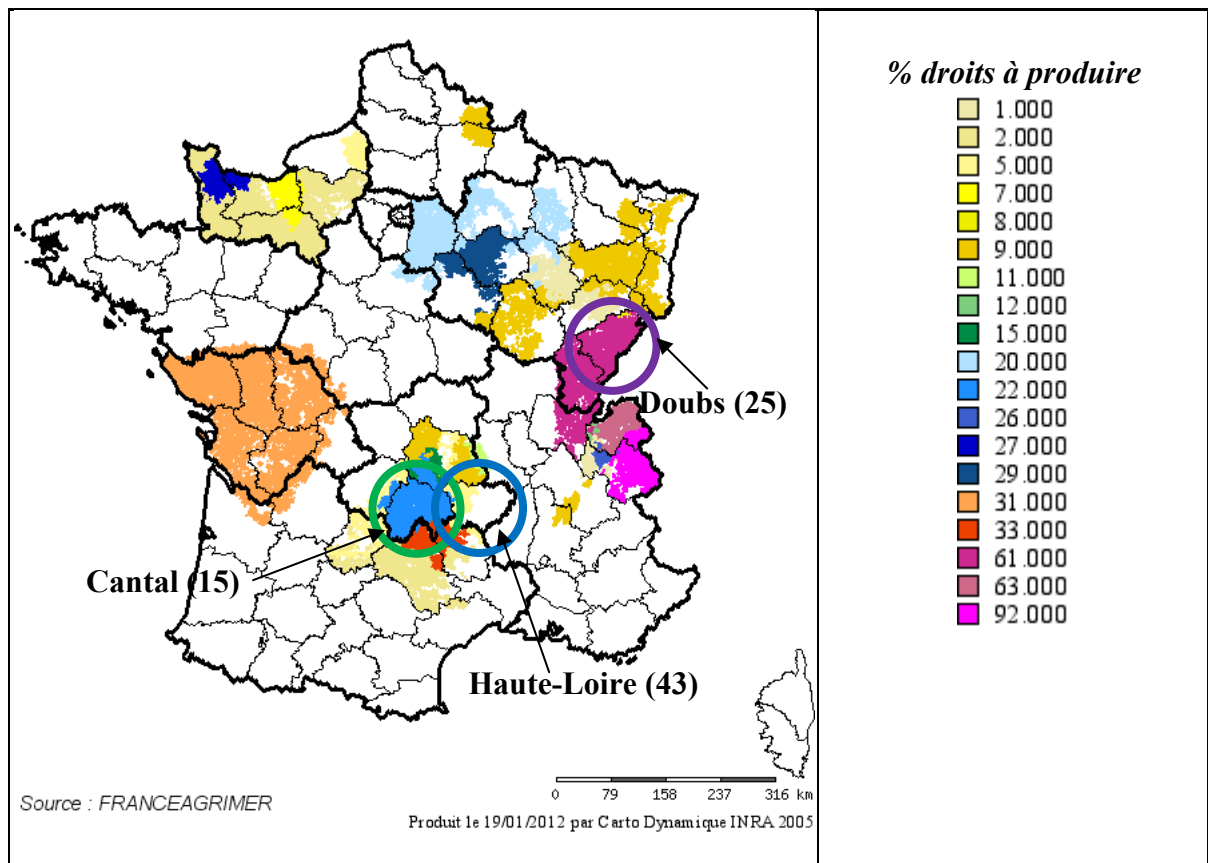 % droits à produire
1.000
2.000
5.000
7.000
8.000
9.000
11.000
12.000
15.000
20.000
22.000
26.000
27.000
29.000
31.000
33.000
61.000
63.000
92.000
Doubs (25)
Cantal (15)
Haute-Loire (43)
0 79 158 237 316 km
Source : FRANCEAGRIMER
Produit le 19/01/2012 par Carto Dynamique INRA 2005